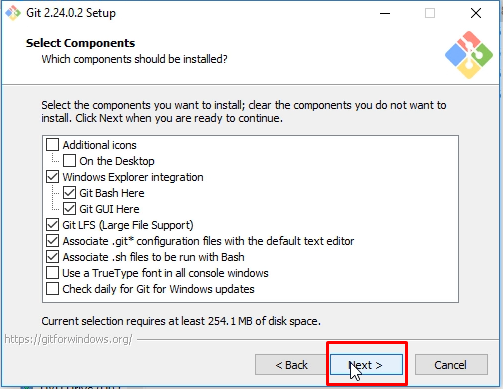 Git 2.24.0.2 Setup
Select Components
Which components should be installed?
Select the components you want to install; clear the components you do not want to
install. Click Next when you are ready to continue.
Additional icons
On the Desktop
Windows Explorer integration
Git Bash Here
Git GUI Here
Git LFS (Large File Support)
Associate .git* configuration files with the default text editor
Associate .sh files to be run with Bash
Use a TrueType font in all console windows
Check daily for Git for Windows updates
Current selection requires at least 254.1 MB of disk space.
https://gitforwindows.org/
< Back
Next >
Cancel